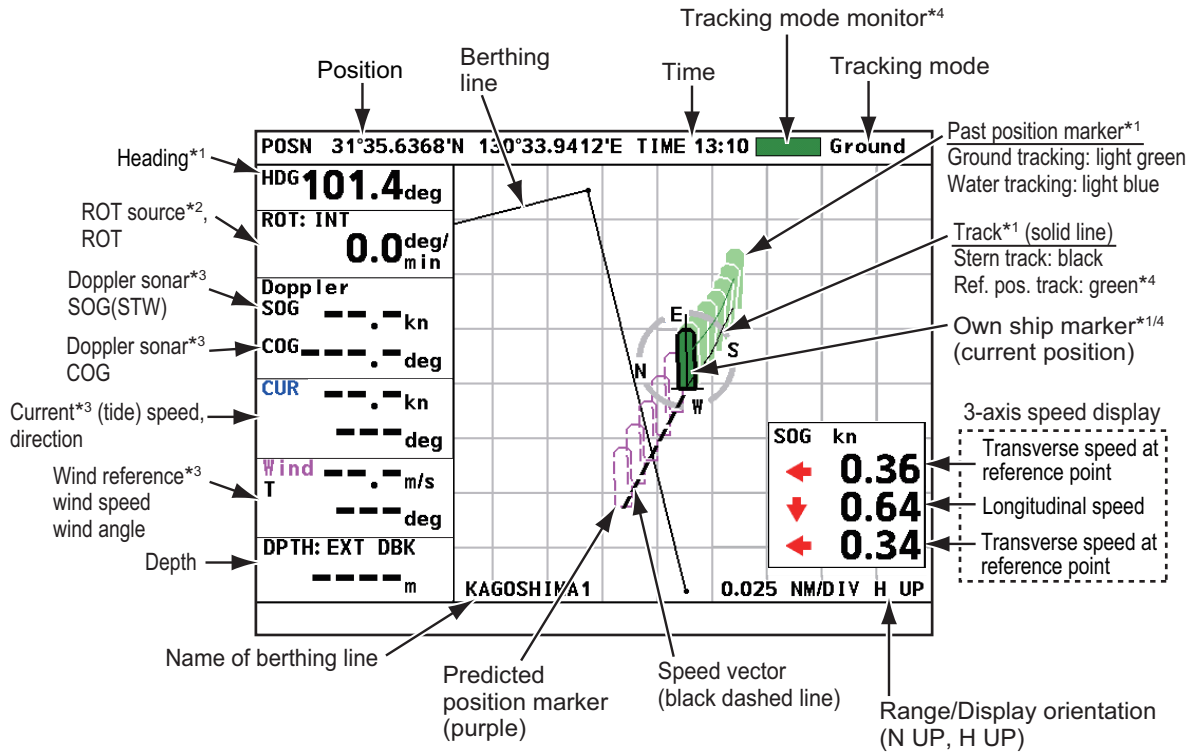 Tracking mode monitor*4
Position
Berthing
line
Time
Tracking mode
POSN 31°35.6368'N 130°33.9412'E TIME 13:10 Ground
Heading*1
HDG 101.4 deg
ROT source*2,
ROT
ROT: INT
0.0 deg/
min
Doppler sonar*3
SOG(STW)
Doppler
SOG --.- kn
Doppler sonar*3
COG
COG ---.- deg
Current*3 (tide) speed,
direction
CUR --.- kn
--- deg
Wind reference*3
wind speed
wind angle
Wind --.- m/s
T
--- deg
Depth
DPTH: EXT DBK
---- m
E
S
N
W
Past position marker*1
Ground tracking: light green
Water tracking: light blue
Track*1 (solid line)
Stern track: black
Ref. pos. track: green*4
Own ship marker*1/4
(current position)
3-axis speed display
SOG kn
0.36
0.64
0.34
Transverse speed at
reference point
Longitudinal speed
Transverse speed at
reference point
KAGOSHIMA1
0.025 NM/DIV H UP
Name of berthing line
Predicted
position marker
(purple)
Speed vector
(black dashed line)
Range/Display orientation
(N UP, H UP)